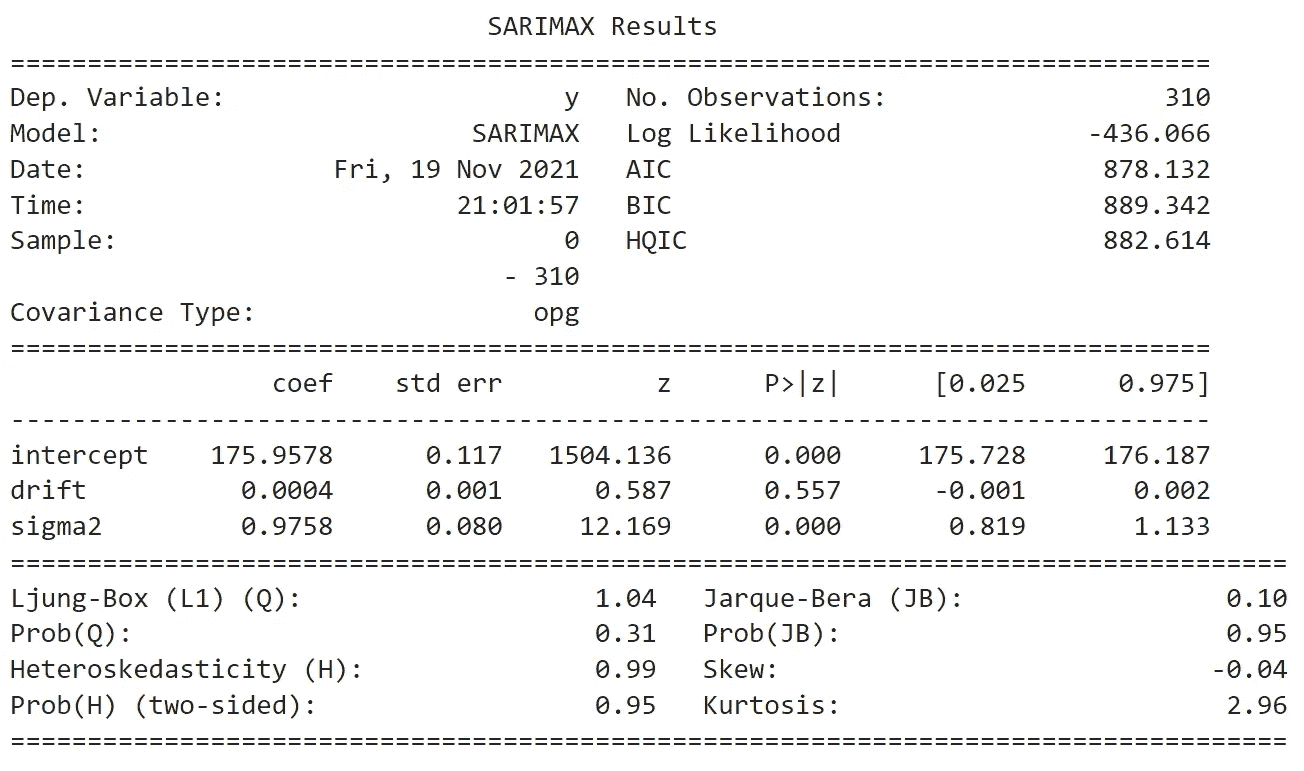 SARIMAX Results
==============================================================================
Dep. Variable:                      y   No. Observations:                  310
Model:                        SARIMAX   Log Likelihood                -436.066
Date:                Fri, 19 Nov 2021   AIC                            878.132
Time:                        21:01:57   BIC                            889.342
Sample:                             0   HQIC                           882.614
                                - 310
Covariance Type:                  opg
==============================================================================
                 coef    std err          z      P>|z|      [0.025      0.975]
------------------------------------------------------------------------------
intercept    175.9578      0.117   1504.136      0.000     175.728     176.187
drift          0.0004      0.001      0.587      0.557      -0.001       0.002
sigma2         0.9758      0.080     12.169      0.000       0.819       1.133
===================================================================================
Ljung-Box (L1) (Q):                   1.04   Jarque-Bera (JB):                 0.10
Prob(Q):                              0.31   Prob(JB):                         0.95
Heteroskedasticity (H):               0.99   Skew:                            -0.04
Prob(H) (two-sided):                  0.95   Kurtosis:                         2.96
===================================================================================